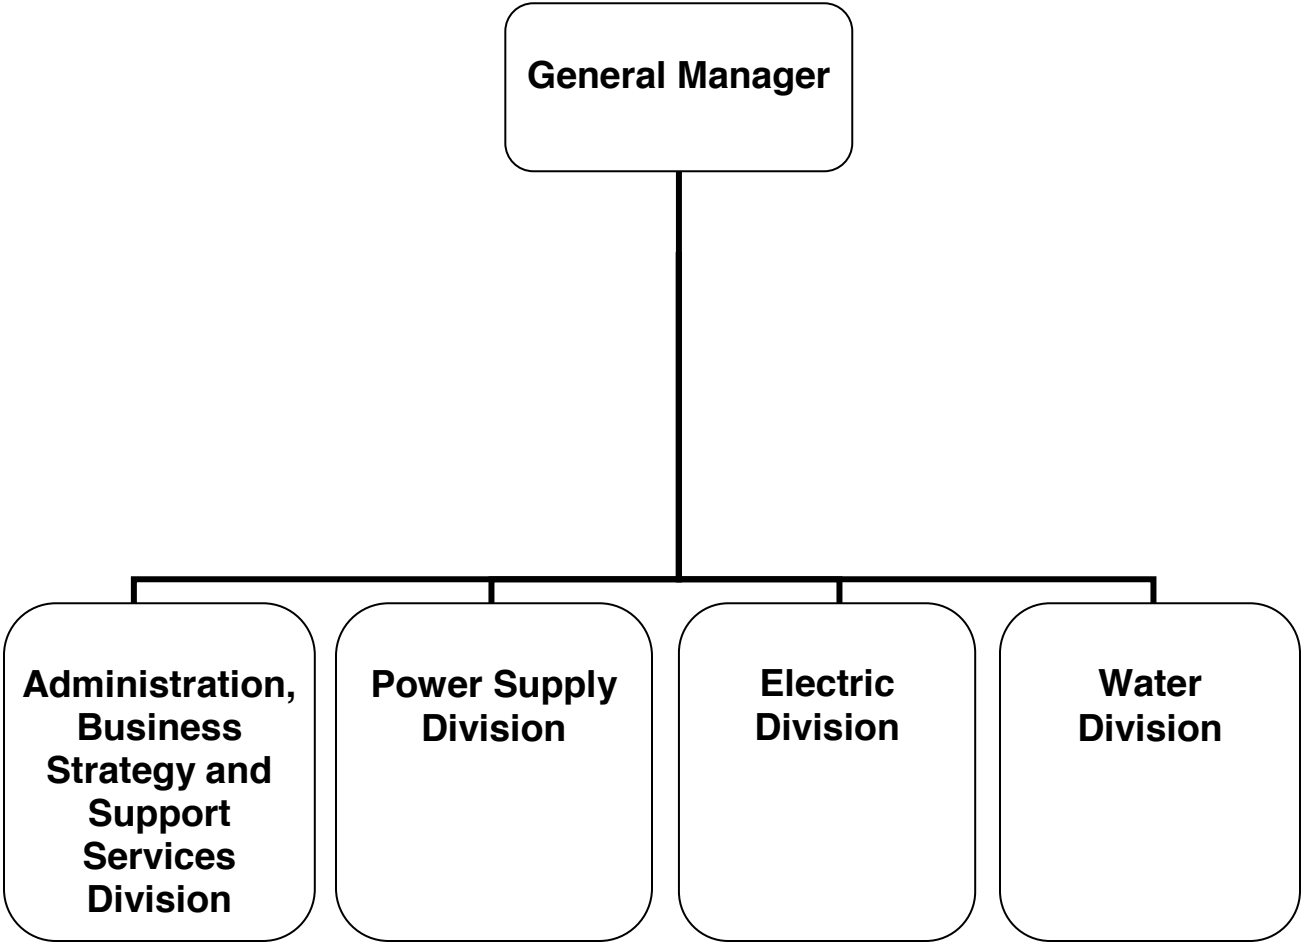 General Manager
Administration,
Business
Strategy and
Support
Services
Division
Power Supply
Division
Electric
Division
Water
Division